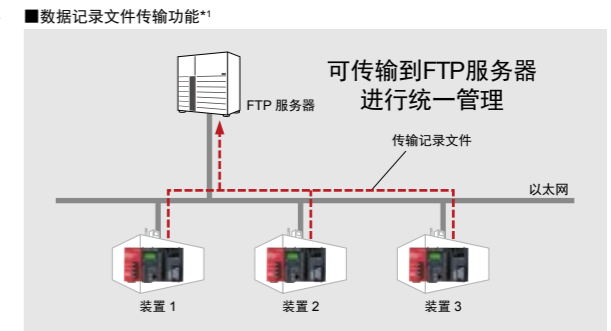 ■数据记录文件传输功能*1
可传输到FTP服务器
进行统一管理
FTP 服务器
传输记录文件
以太网
装置 1
装置 2
装置 3